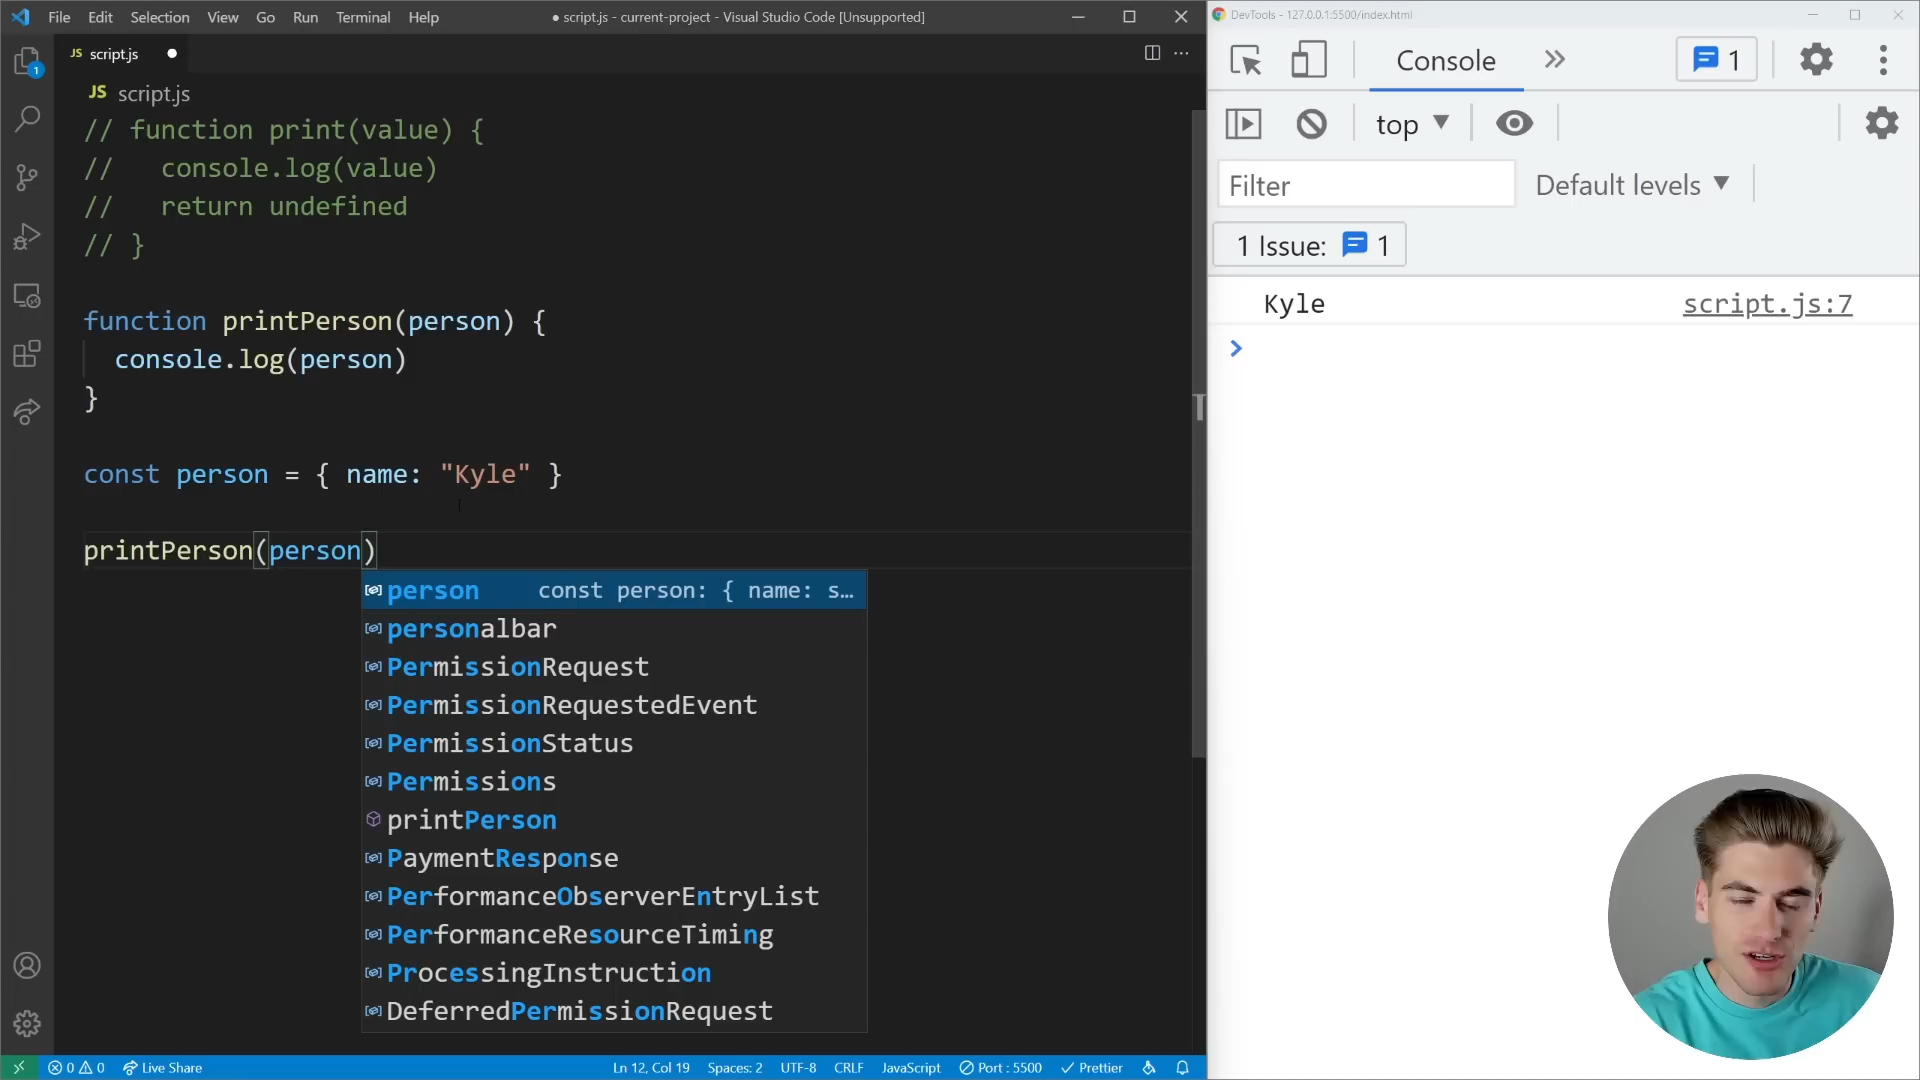 File Edit Selection View Go Run Terminal Help
● script.js - current-project - Visual Studio Code [Unsupported]
JS script.js ●
JS script.js
// function print(value) {
//   console.log(value)
//   return undefined
// }
function printPerson(person) {
  console.log(person)
}
const person = { name: "Kyle" }
printPerson(person)
person const person: { name: s…
personalbar
PermissionRequest
PermissionRequestedEvent
PermissionStatus
Permissions
printPerson
PaymentResponse
PerformanceObserverEntryList
PerformanceResourceTiming
ProcessingInstruction
DeferredPermissionRequest
1
0 0 Live Share Ln 12, Col 19 Spaces: 2 UTF-8 CRLF JavaScript Port : 5500 Prettier
DevTools - 127.0.0.1:5500/index.html
Console 1
top
Filter Default levels
1 Issue: 1
Kyle script.js:7